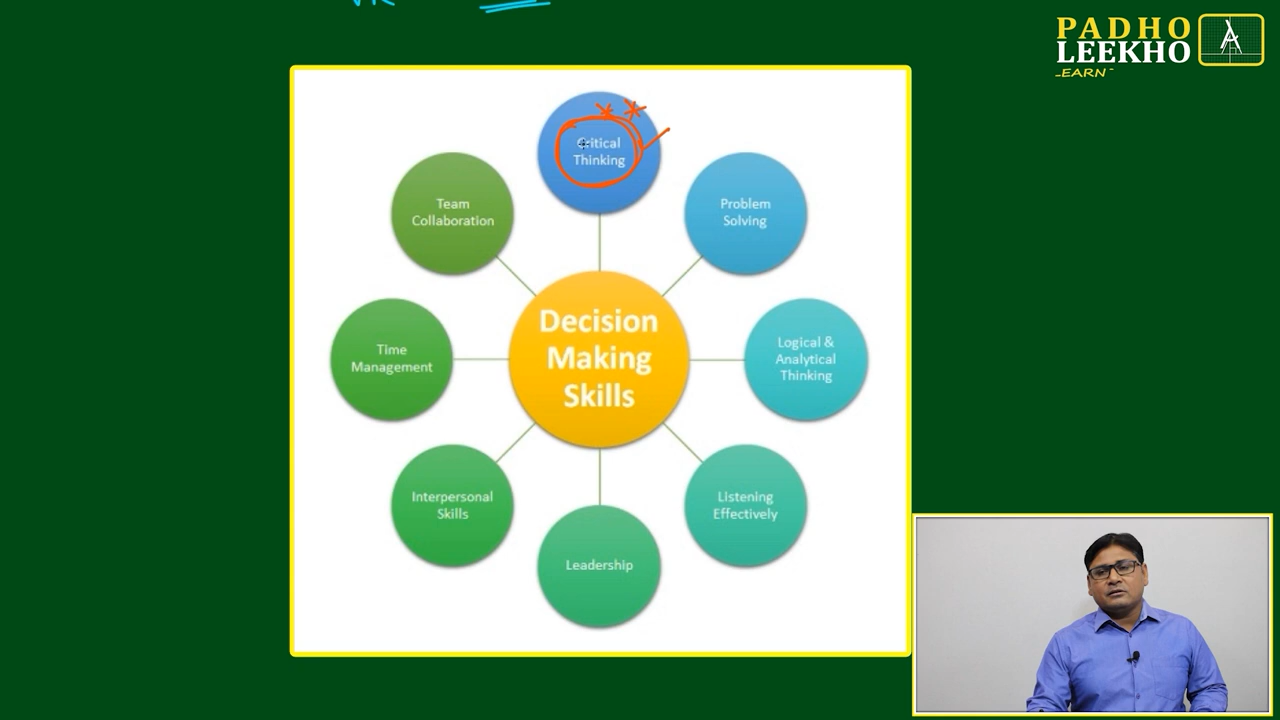 PADHO
LEEKHO
EARN
Critical
Thinking
Problem
Solving
Logical &
Analytical
Thinking
Listening
Effectively
Leadership
Interpersonal
Skills
Time
Management
Team
Collaboration
Decision
Making
Skills